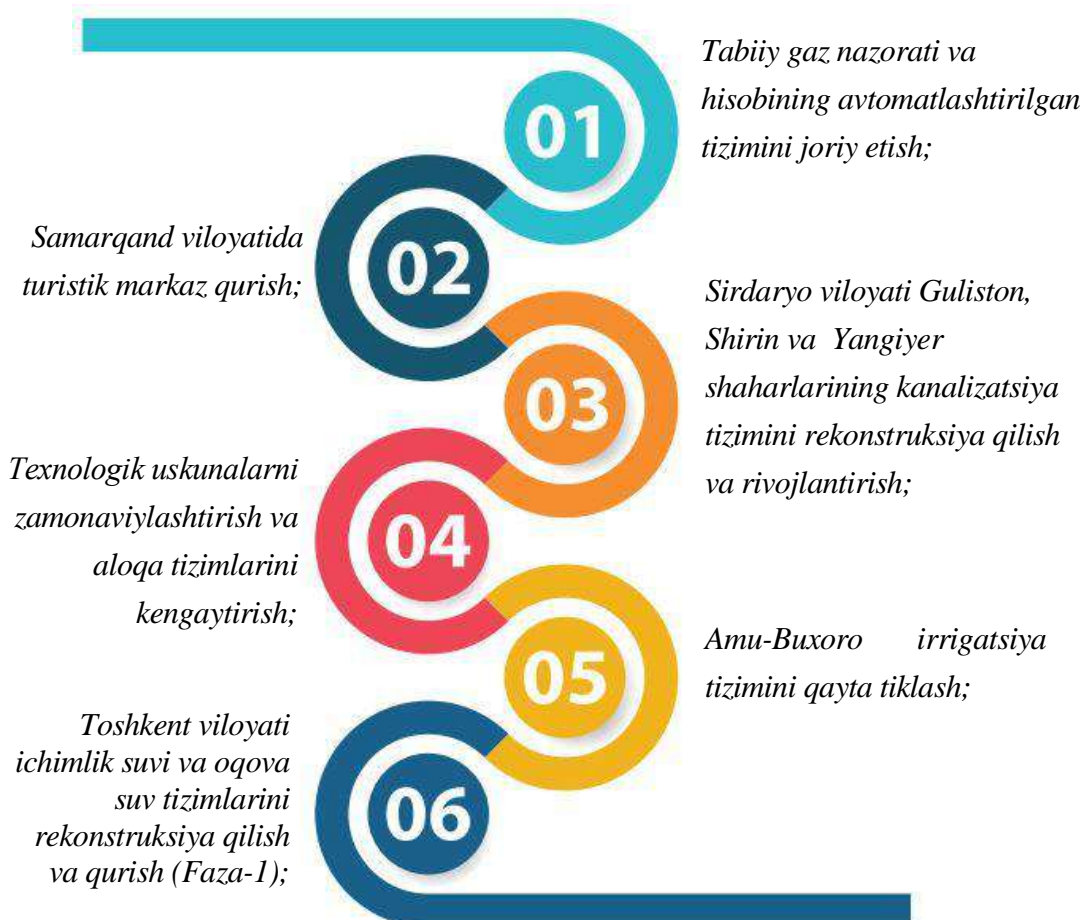 01
Tabiiy gaz nazorati va
hisobining avtomatlashtirilgan
tizimini joriy etish;
02
Samarqand viloyatida
turistik markaz qurish;
03
Sirdaryo viloyati Guliston,
Shirin va Yangiyer
shaharlarining kanalizatsiya
tizimini rekonstruksiya qilish
va rivojlantirish;
04
Texnologik uskunalarni
zamonaviylashtirish va
aloqa tizimlarini
kengaytirish;
05
Amu-Buxoro irrigatsiya
tizimini qayta tiklash;
06
Toshkent viloyati
ichimlik suvi va oqova
suv tizimlarini
rekonstruksiya qilish
va qurish (Faza-1);